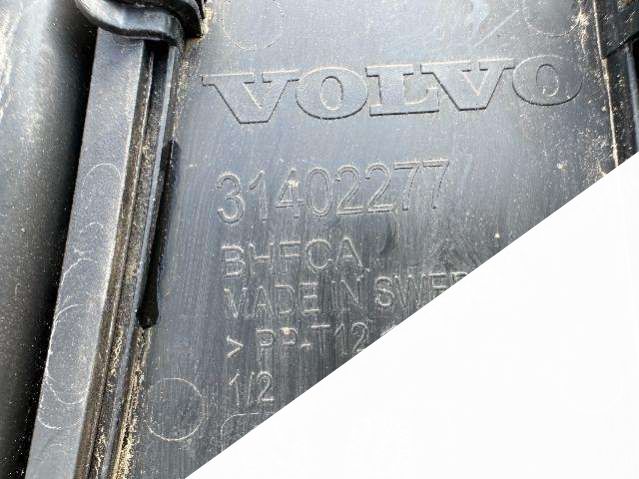 VOLVO
31402277
BHFCA
MADE IN
> PP-T12
1/2